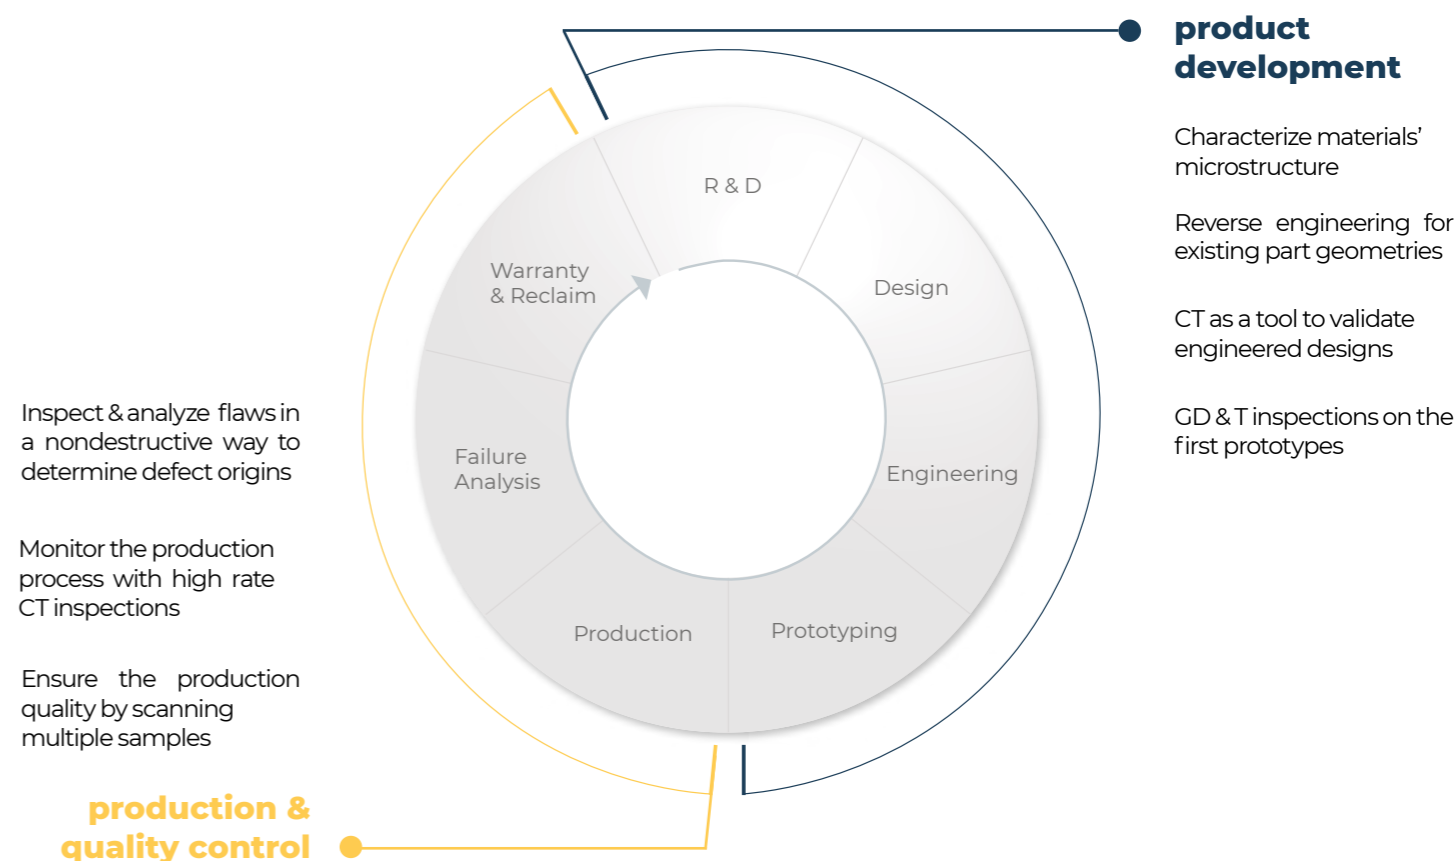 product
development
Characterize materials’
microstructure
Reverse engineering for
existing part geometries
CT as a tool to validate
engineered designs
GD & T inspections on the
first prototypes
R & D
Design
Engineering
Prototyping
Production
Failure
Analysis
Warranty
& Reclaim
Inspect & analyze flaws in
a nondestructive way to
determine defect origins
Monitor the production
process with high rate
CT inspections
Ensure the production
quality by scanning
multiple samples
production &
quality control